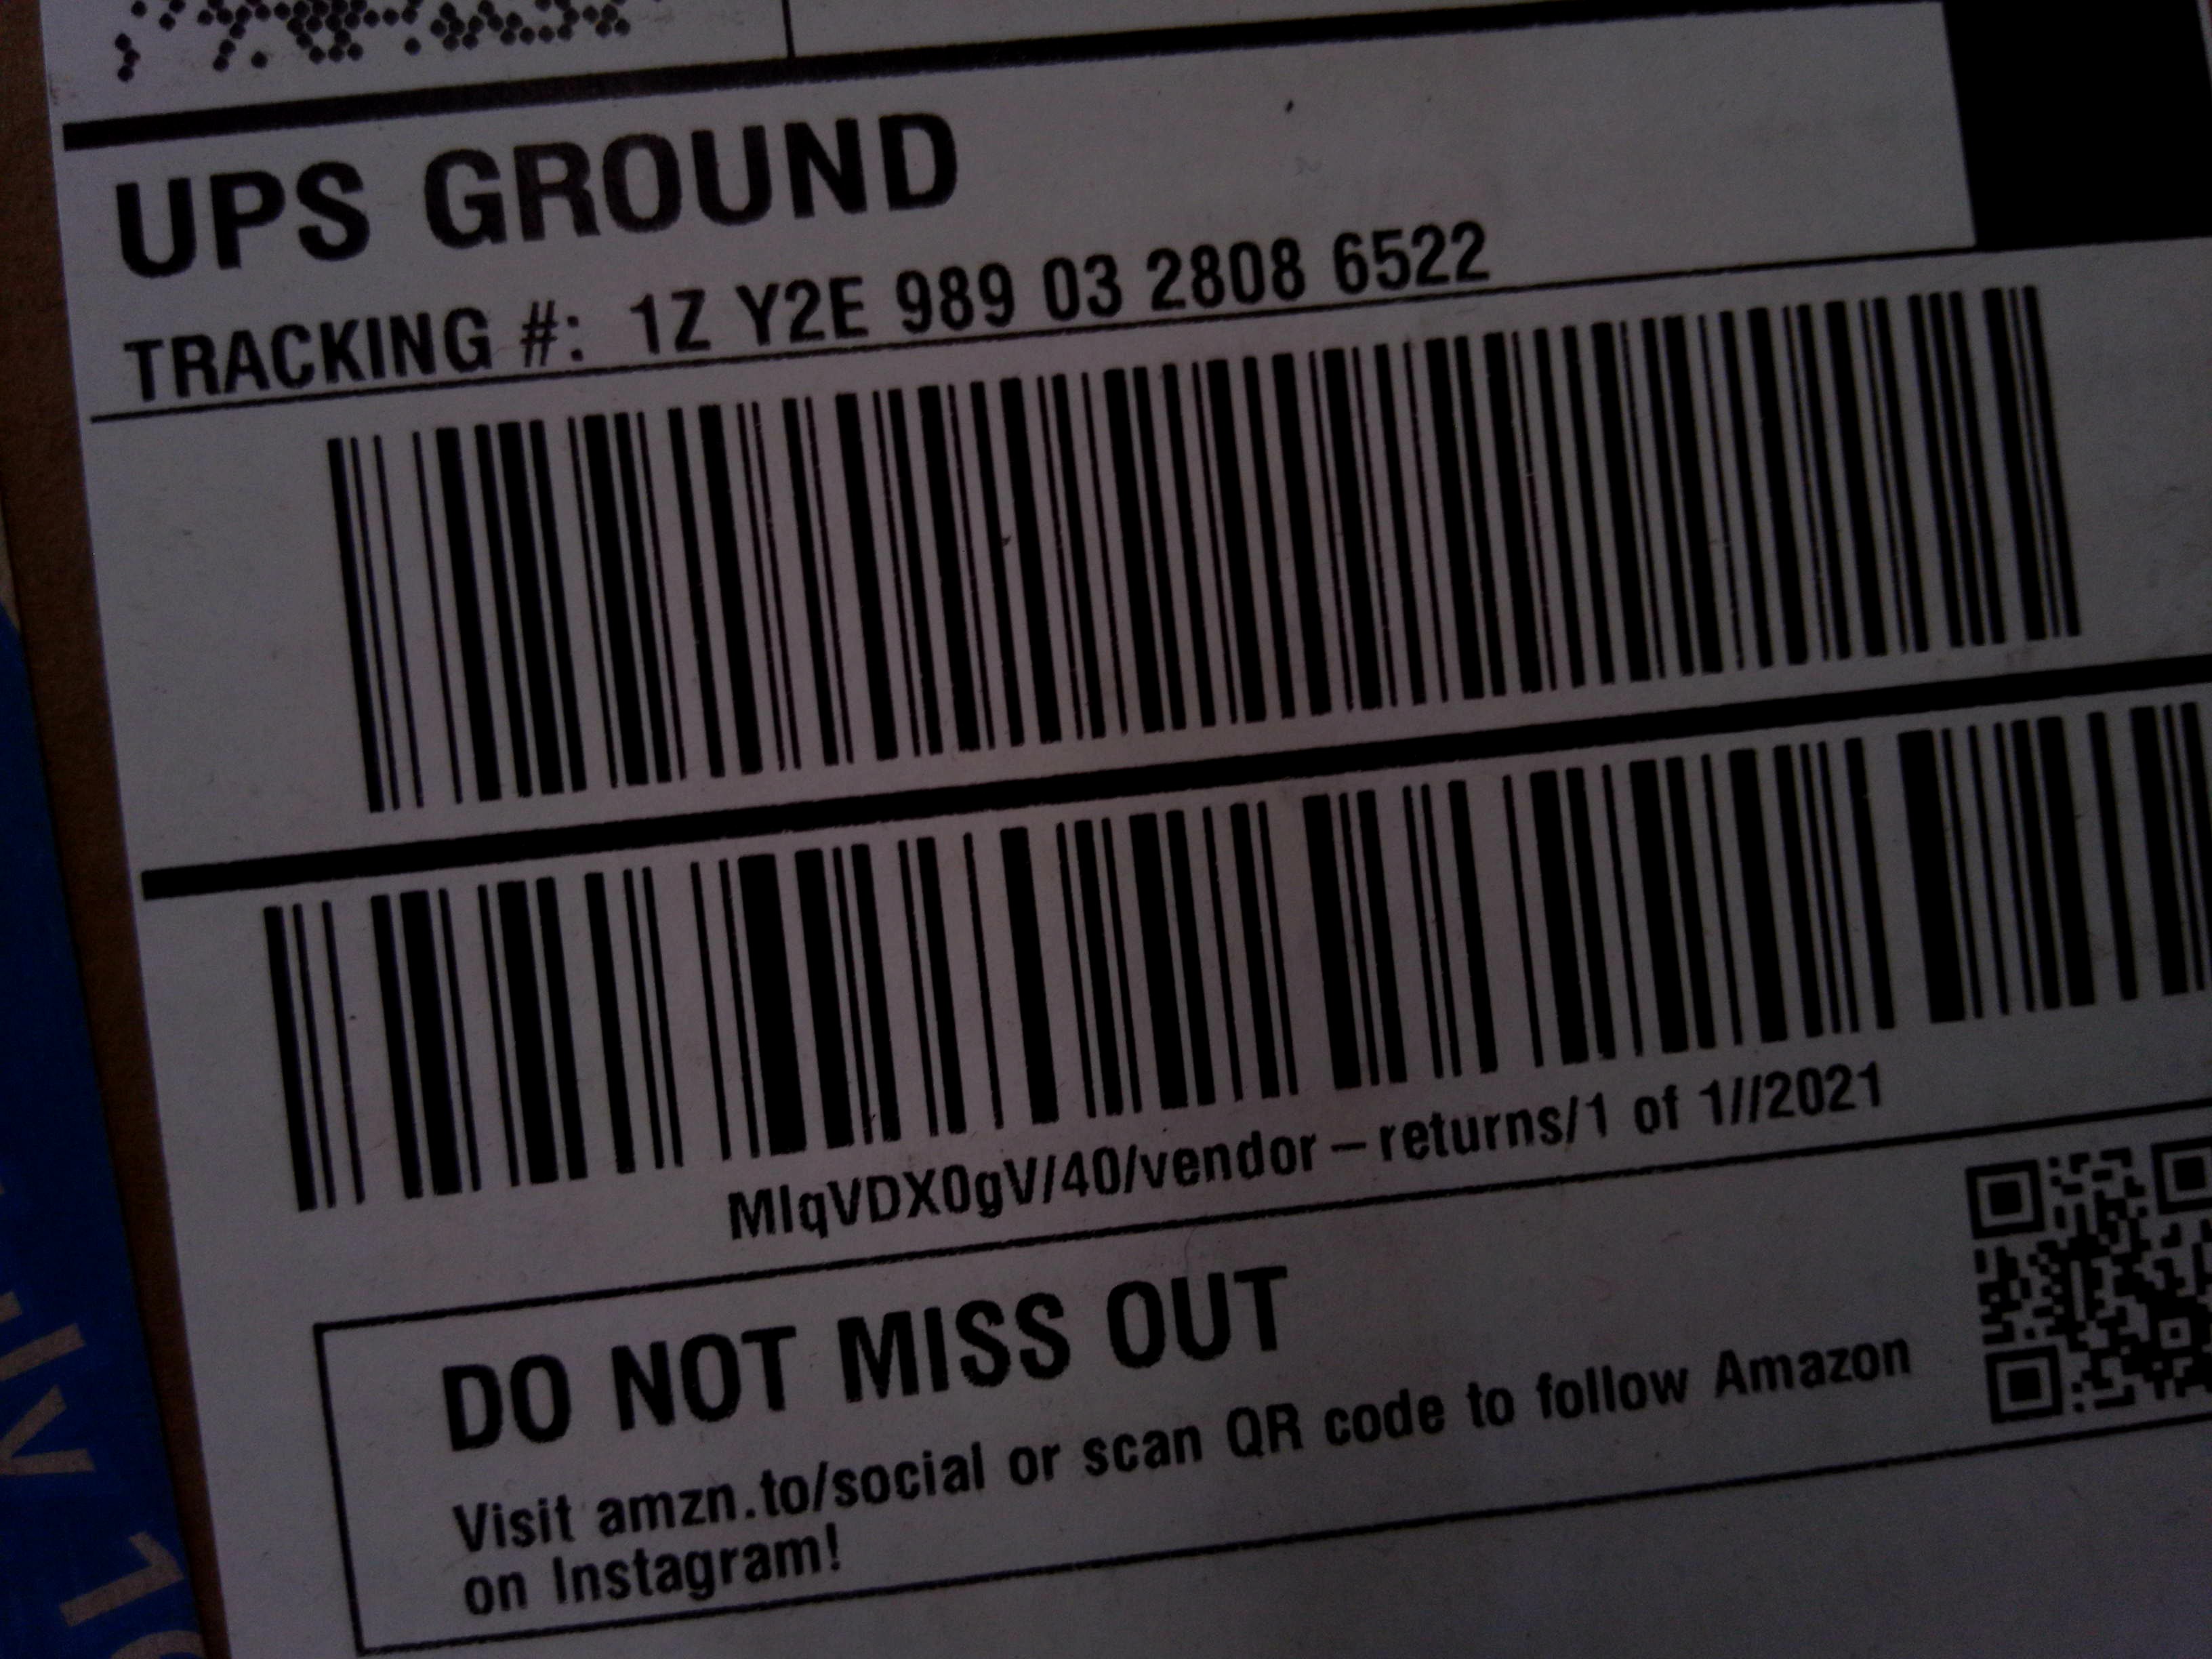 UPS GROUND
TRACKING #: 1Z Y2E 989 03 2808 6522
MIqVDX0gV/40/vendor-returns/1 of 1//2021
DO NOT MISS OUT
Visit amzn.to/social or scan QR code to follow Amazon
on Instagram!